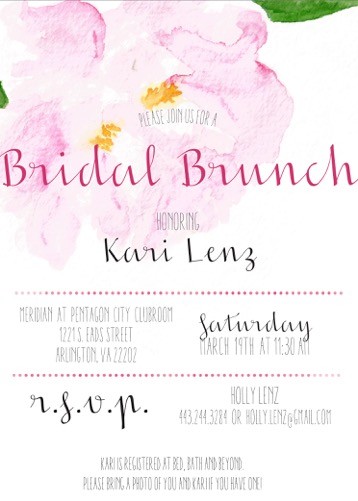 PLEASE JOIN US FOR A
Bridal Brunch
HONORING
Kari Lenz
MERIDIAN AT PENTAGON CITY CLUBROOM
1221 S. EADS STREET
ARLINGTON, VA 22202
Saturday
MARCH 19TH AT 11:30 AM
r.s.v.p.
HOLLY LENZ
443.244.3284 OR HOLLY.LENZ@GMAIL.COM
KARI IS REGISTERED AT BED, BATH AND BEYOND.
PLEASE BRING A PHOTO OF YOU AND KARI IF YOU HAVE ONE!